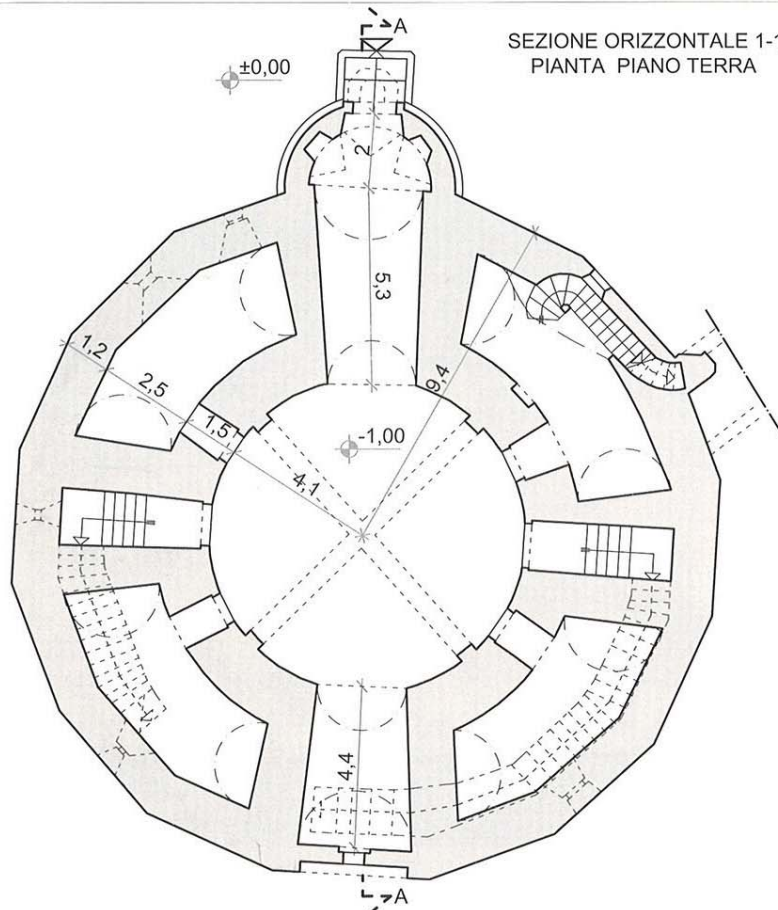 A
SEZIONE ORIZZONTALE 1-1
PIANTA PIANO TERRA
±0,00
2
5,3
1,2
2,5
1,5
9,4
-1,00
4,1
4,4
A